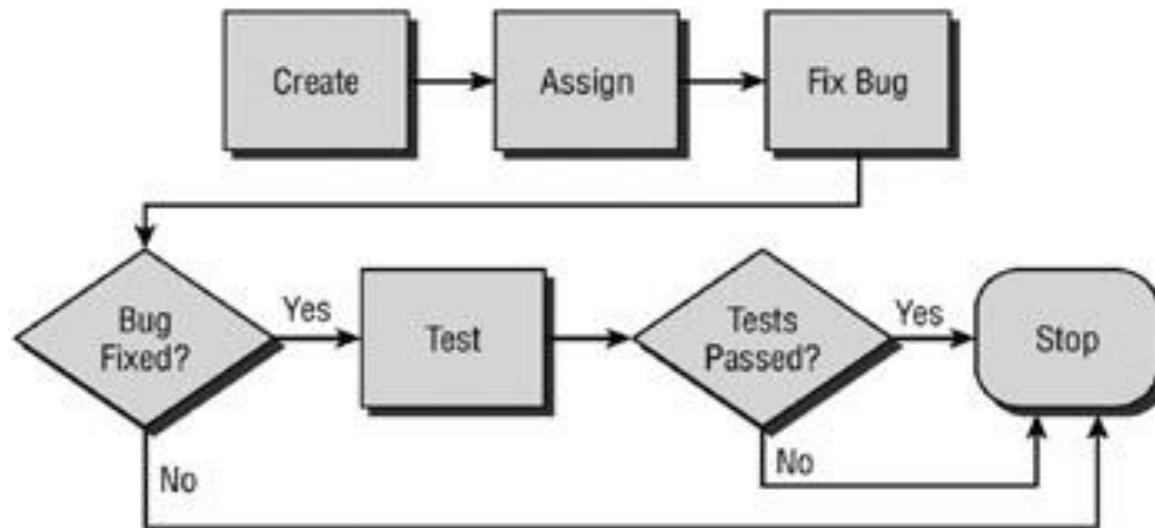 Create
Assign
Fix Bug
Bug
Fixed?
Yes
Test
Tests
Passed?
Yes
Stop
No
No